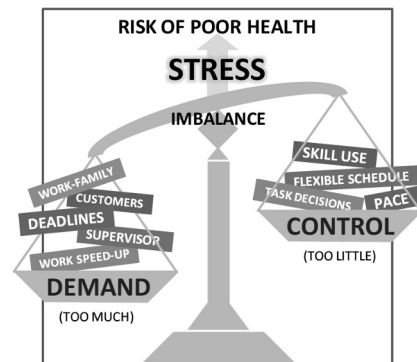 RISK OF POOR HEALTH
STRESS
IMBALANCE
WORK-FAMILY
CUSTOMERS
DEADLINES
SUPERVISOR
WORK SPEED-UP
DEMAND
(TOO MUCH)
SKILL USE
FLEXIBLE SCHEDULE
TASK DECISIONS
PACE
CONTROL
(TOO LITTLE)